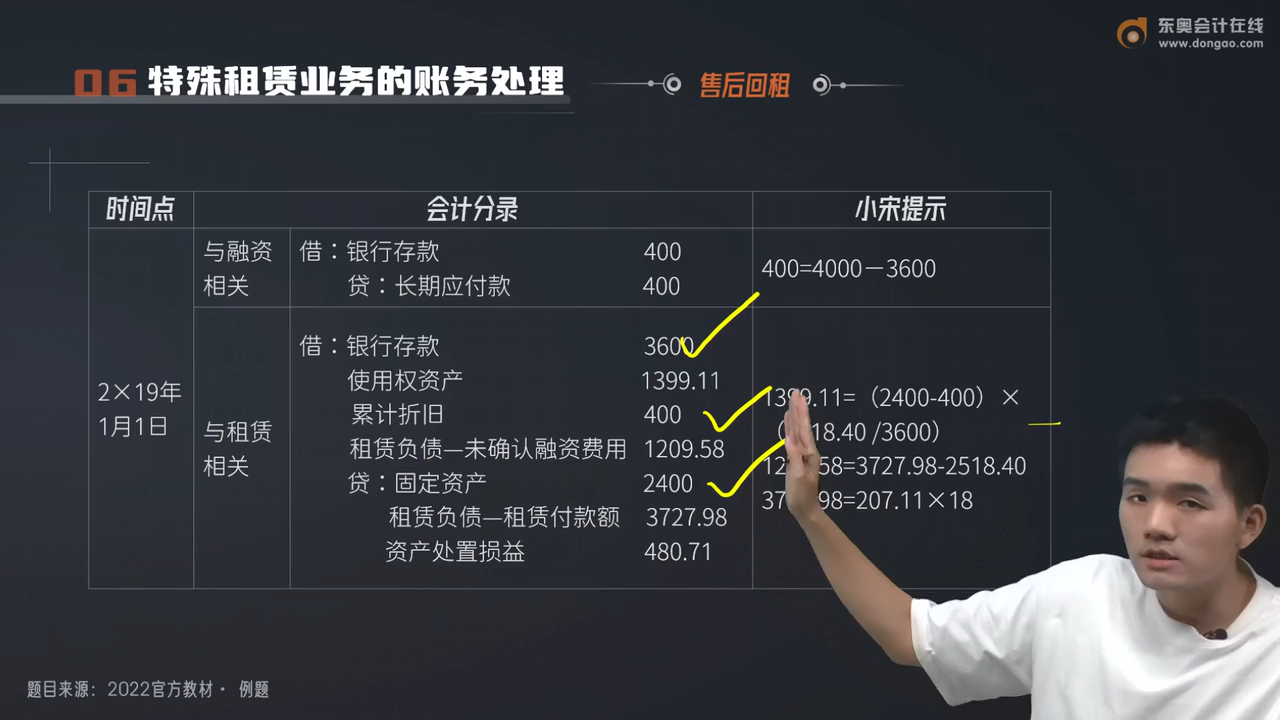 东奥会计在线
www.dongao.com
06 特殊租赁业务的账务处理
售后回租
时间点 会计分录 小宋提示
2×19年
1月1日
与融资
相关
借：银行存款 400
贷：长期应付款 400
400=4000－3600
与租赁
相关
借：银行存款 3600
使用权资产 1399.11
累计折旧 400
租赁负债—未确认融资费用 1209.58
贷：固定资产 2400
租赁负债—租赁付款额 3727.98
资产处置损益 480.71
1399.11=（2400-400）×
18.40 /3600）
58=3727.98-2518.40
98=207.11×18
题目来源：2022官方教材· 例题